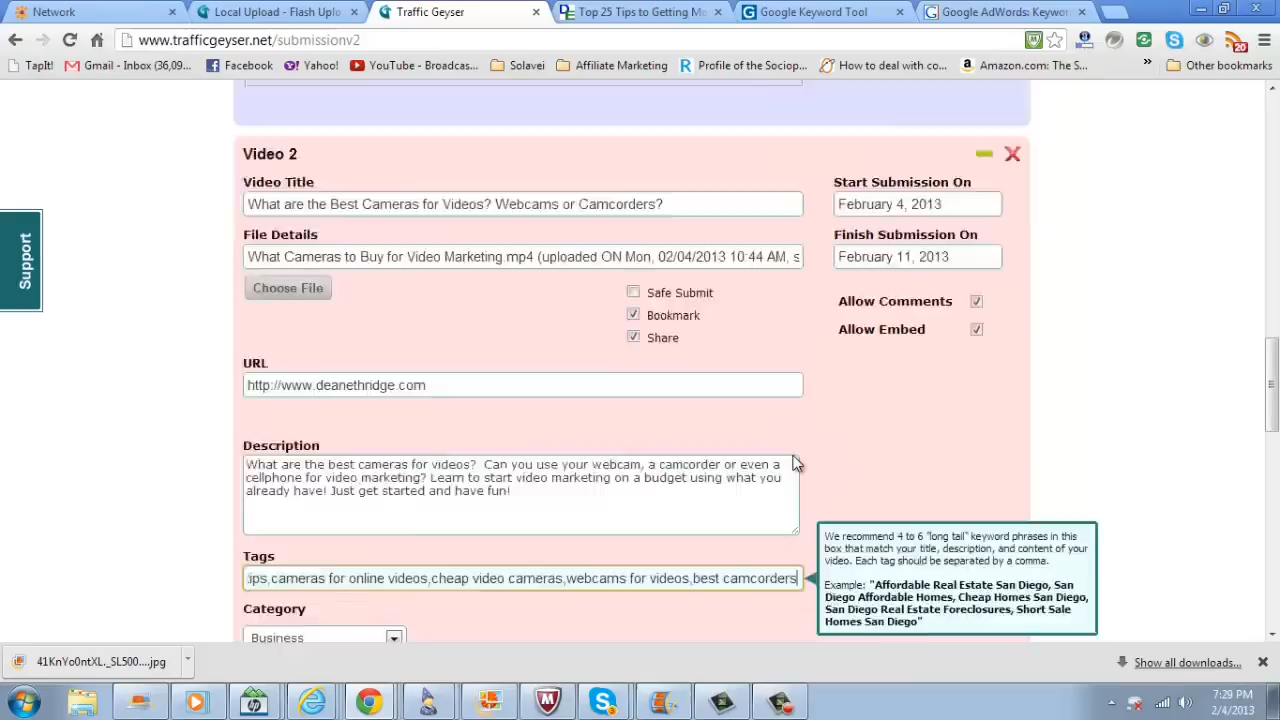 Network
Local Upload - Flash Uplo
Traffic Geyser
Top 25 Tips to Getting Mo
Google Keyword Tool
Google AdWords: Keywor
www.trafficgeyser.net/submissionv2
20
TapIt!
Gmail - Inbox (36,09...
Facebook
Yahoo!
YouTube - Broadcas...
Solavei
Affiliate Marketing
Profile of the Sociop...
How to deal with co...
Amazon.com: The S...
»
Other bookmarks
Support
Video 2
Video Title
What are the Best Cameras for Videos? Webcams or Camcorders?
Start Submission On
February 4, 2013
File Details
What Cameras to Buy for Video Marketing.mp4 (uploaded ON Mon, 02/04/2013 10:44 AM, s
Finish Submission On
February 11, 2013
Choose File
Safe Submit
Bookmark
Share
Allow Comments
Allow Embed
URL
http://www.deanethridge.com
Description
What are the best cameras for videos?  Can you use your webcam, a camcorder or even a
cellphone for video marketing? Learn to start video marketing on a budget using what you
already have! Just get started and have fun!
Tags
tips,cameras for online videos,cheap video cameras,webcams for videos,best camcorders
We recommend 4 to 6 "long tail" keyword phrases in this
box that match your title, description, and content of your
video. Each tag should be separated by a comma.
Example: "Affordable Real Estate San Diego, San
Diego Affordable Homes, Cheap Homes San Diego,
San Diego Real Estate Foreclosures, Short Sale
Homes San Diego"
Category
Business
41KnYo0ntXL._SL500....jpg
Show all downloads...
7:29 PM
2/4/2013